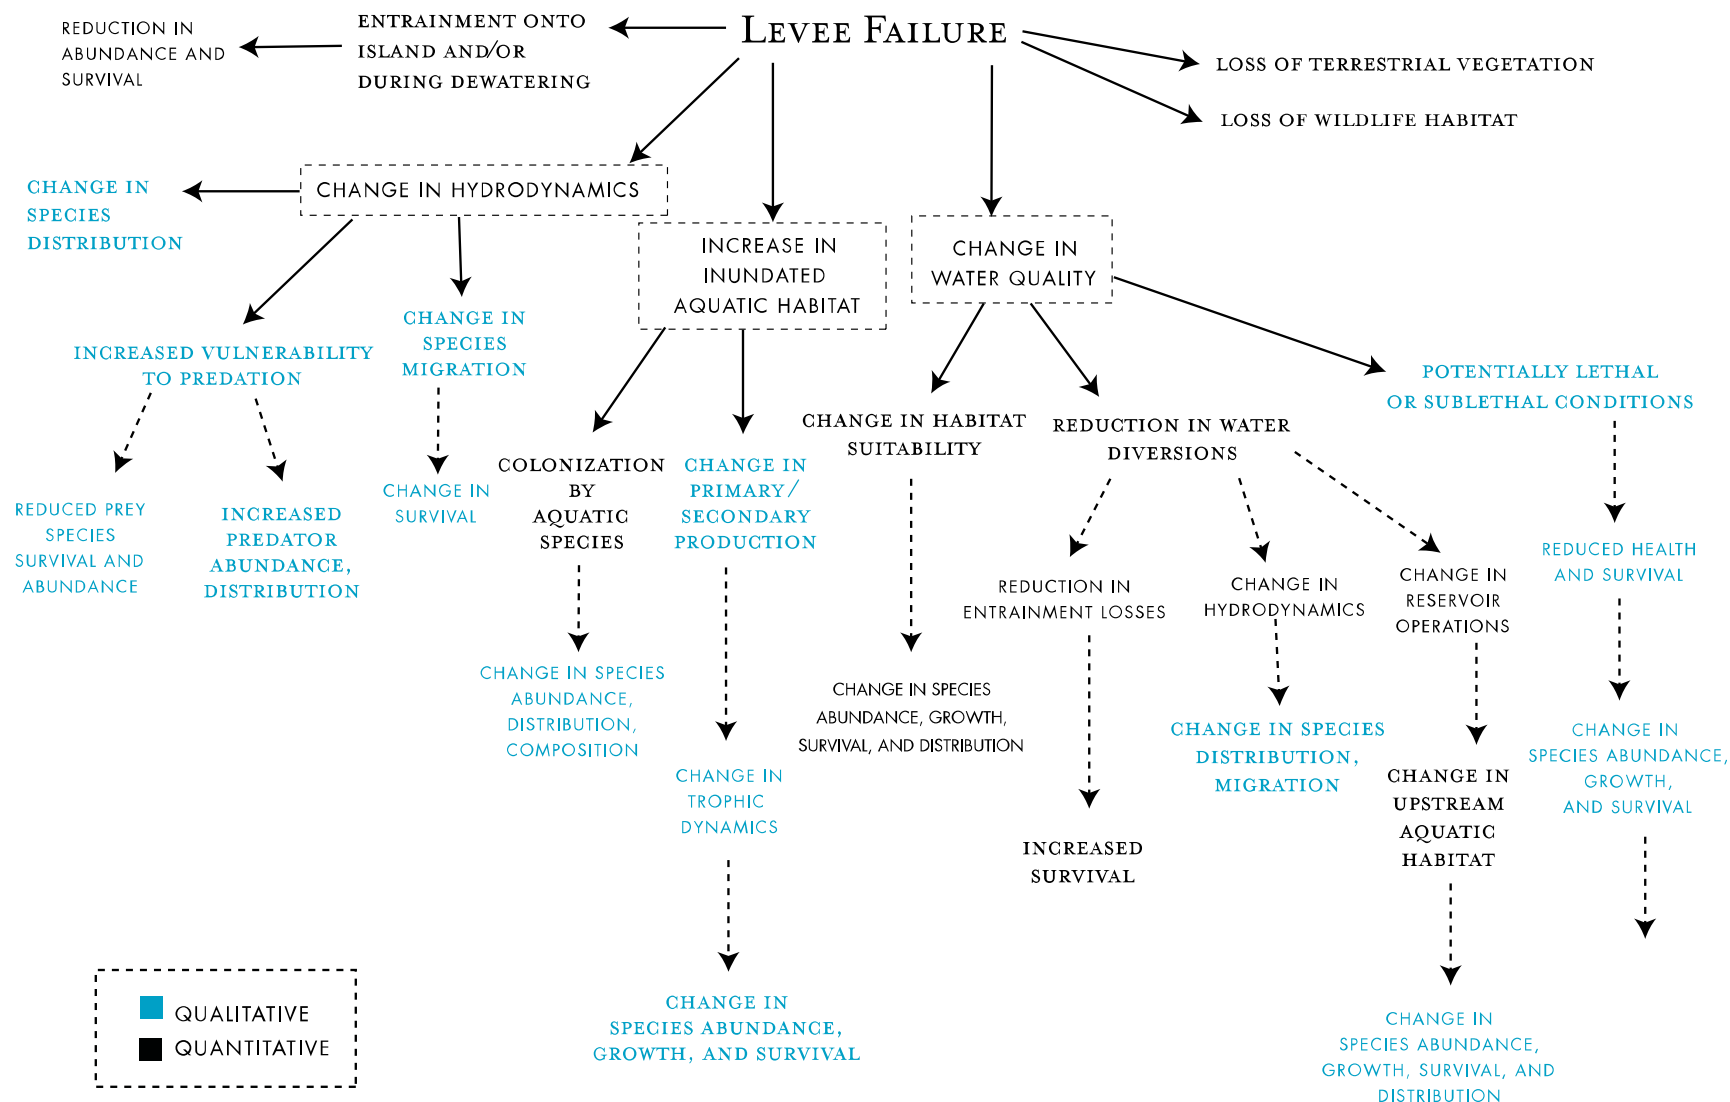 LEVEE FAILURE
ENTRAINMENT ONTO
ISLAND AND/OR
DURING DEWATERING
REDUCTION IN
ABUNDANCE AND
SURVIVAL
LOSS OF TERRESTRIAL VEGETATION
LOSS OF WILDLIFE HABITAT
CHANGE IN HYDRODYNAMICS
CHANGE IN
SPECIES
DISTRIBUTION
INCREASE IN
INUNDATED
AQUATIC HABITAT
CHANGE IN
WATER QUALITY
INCREASED VULNERABILITY
TO PREDATION
CHANGE IN
SPECIES
MIGRATION
POTENTIALLY LETHAL
OR SUBLETHAL CONDITIONS
CHANGE IN HABITAT
SUITABILITY
REDUCTION IN WATER
DIVERSIONS
COLONIZATION
BY
AQUATIC
SPECIES
CHANGE IN
PRIMARY/
SECONDARY
PRODUCTION
CHANGE IN
SURVIVAL
REDUCED PREY
SPECIES
SURVIVAL AND
ABUNDANCE
INCREASED
PREDATOR
ABUNDANCE,
DISTRIBUTION
REDUCTION IN
ENTRAINMENT LOSSES
CHANGE IN
HYDRODYNAMICS
CHANGE IN
RESERVOIR
OPERATIONS
REDUCED HEALTH
AND SURVIVAL
CHANGE IN SPECIES
ABUNDANCE,
DISTRIBUTION,
COMPOSITION
CHANGE IN SPECIES
ABUNDANCE, GROWTH,
SURVIVAL, AND DISTRIBUTION
CHANGE IN SPECIES
DISTRIBUTION,
MIGRATION
CHANGE IN
SPECIES ABUNDANCE,
GROWTH,
AND SURVIVAL
CHANGE IN
TROPHIC
DYNAMICS
CHANGE IN
UPSTREAM
AQUATIC
HABITAT
INCREASED
SURVIVAL
CHANGE IN
SPECIES ABUNDANCE,
GROWTH, AND SURVIVAL
CHANGE IN
SPECIES ABUNDANCE,
GROWTH, SURVIVAL, AND
DISTRIBUTION
QUALITATIVE
QUANTITATIVE